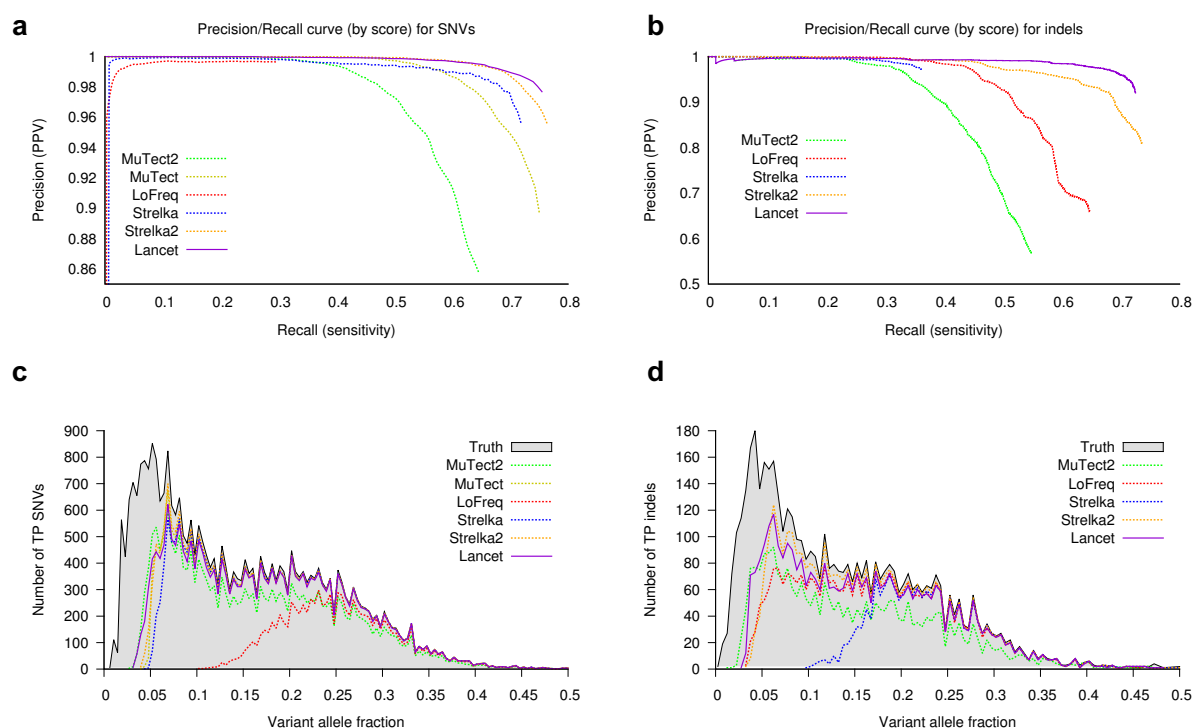 a
Precision/Recall curve (by score) for SNVs
1
0.98
0.96
0.94
0.92
0.9
0.88
0.86
Precision (PPV)
MuTect2
MuTect
LoFreq
Strelka
Strelka2
Lancet
0 0.1 0.2 0.3 0.4 0.5 0.6 0.7 0.8
Recall (sensitivity)
b
Precision/Recall curve (by score) for indels
1
0.9
0.8
0.7
0.6
0.5
Precision (PPV)
MuTect2
LoFreq
Strelka
Strelka2
Lancet
0 0.1 0.2 0.3 0.4 0.5 0.6 0.7 0.8
Recall (sensitivity)
c
900
800
700
600
500
400
300
200
100
0
Number of TP SNVs
Truth
MuTect2
MuTect
LoFreq
Strelka
Strelka2
Lancet
0 0.05 0.1 0.15 0.2 0.25 0.3 0.35 0.4 0.45 0.5
Variant allele fraction
d
180
160
140
120
100
80
60
40
20
0
Number of TP indels
Truth
MuTect2
LoFreq
Strelka
Strelka2
Lancet
0 0.05 0.1 0.15 0.2 0.25 0.3 0.35 0.4 0.45 0.5
Variant allele fraction